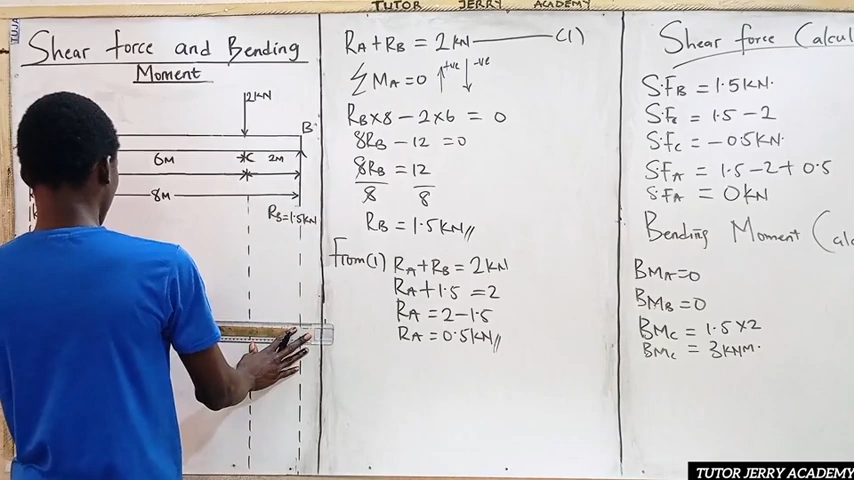 TUTOR JERRY ACADEMY
Shear force and Bending
Moment
2KN
B
6M
C
2M
8M
RB=1.5KN
RA+RB = 2KN (1)
∑MA=0 +ve -ve
RB×8 - 2×6 = 0
8RB - 12 = 0
8RB = 12
8 8
RB = 1.5KN//
From(1) RA+RB = 2KN
RA+1.5 = 2
RA = 2-1.5
RA = 0.5KN//
Shear force Calcul
S.FB = 1.5KN.
S.Fc = 1.5 - 2
S.Fc = -0.5KN.
S.FA = 1.5-2+0.5
S.FA = 0KN
Bending Moment Calc
BMA=0
BMB=0
BMc = 1.5×2
BMc = 3KNM.
TUTOR JERRY ACADEMY